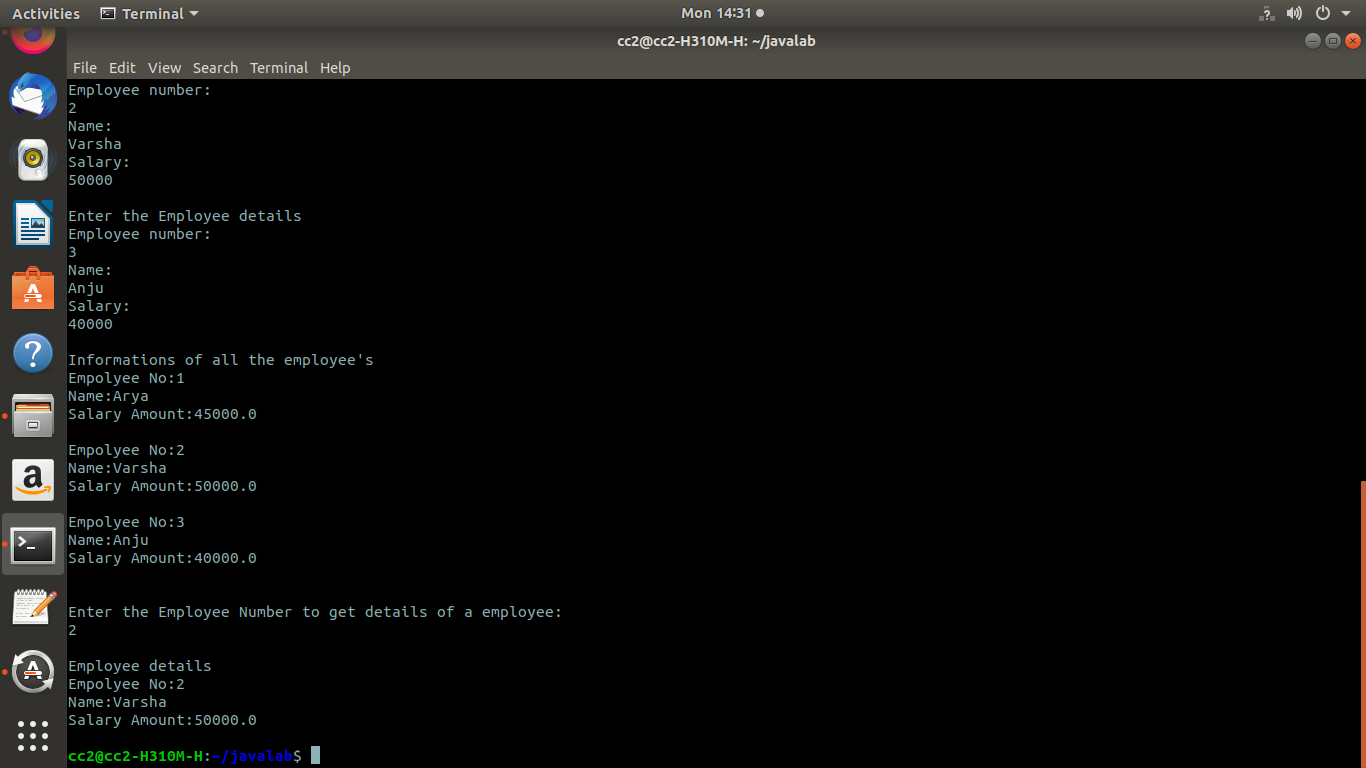 Activities Terminal Mon 14:31
cc2@cc2-H310M-H: ~/javalab
File Edit View Search Terminal Help
Employee number:
2
Name:
Varsha
Salary:
50000
Enter the Employee details
Employee number:
3
Name:
Anju
Salary:
40000
Informations of all the employee's
Empolyee No:1
Name:Arya
Salary Amount:45000.0
Empolyee No:2
Name:Varsha
Salary Amount:50000.0
Empolyee No:3
Name:Anju
Salary Amount:40000.0
Enter the Employee Number to get details of a employee:
2
Employee details
Empolyee No:2
Name:Varsha
Salary Amount:50000.0
cc2@cc2-H310M-H:~/javalab$